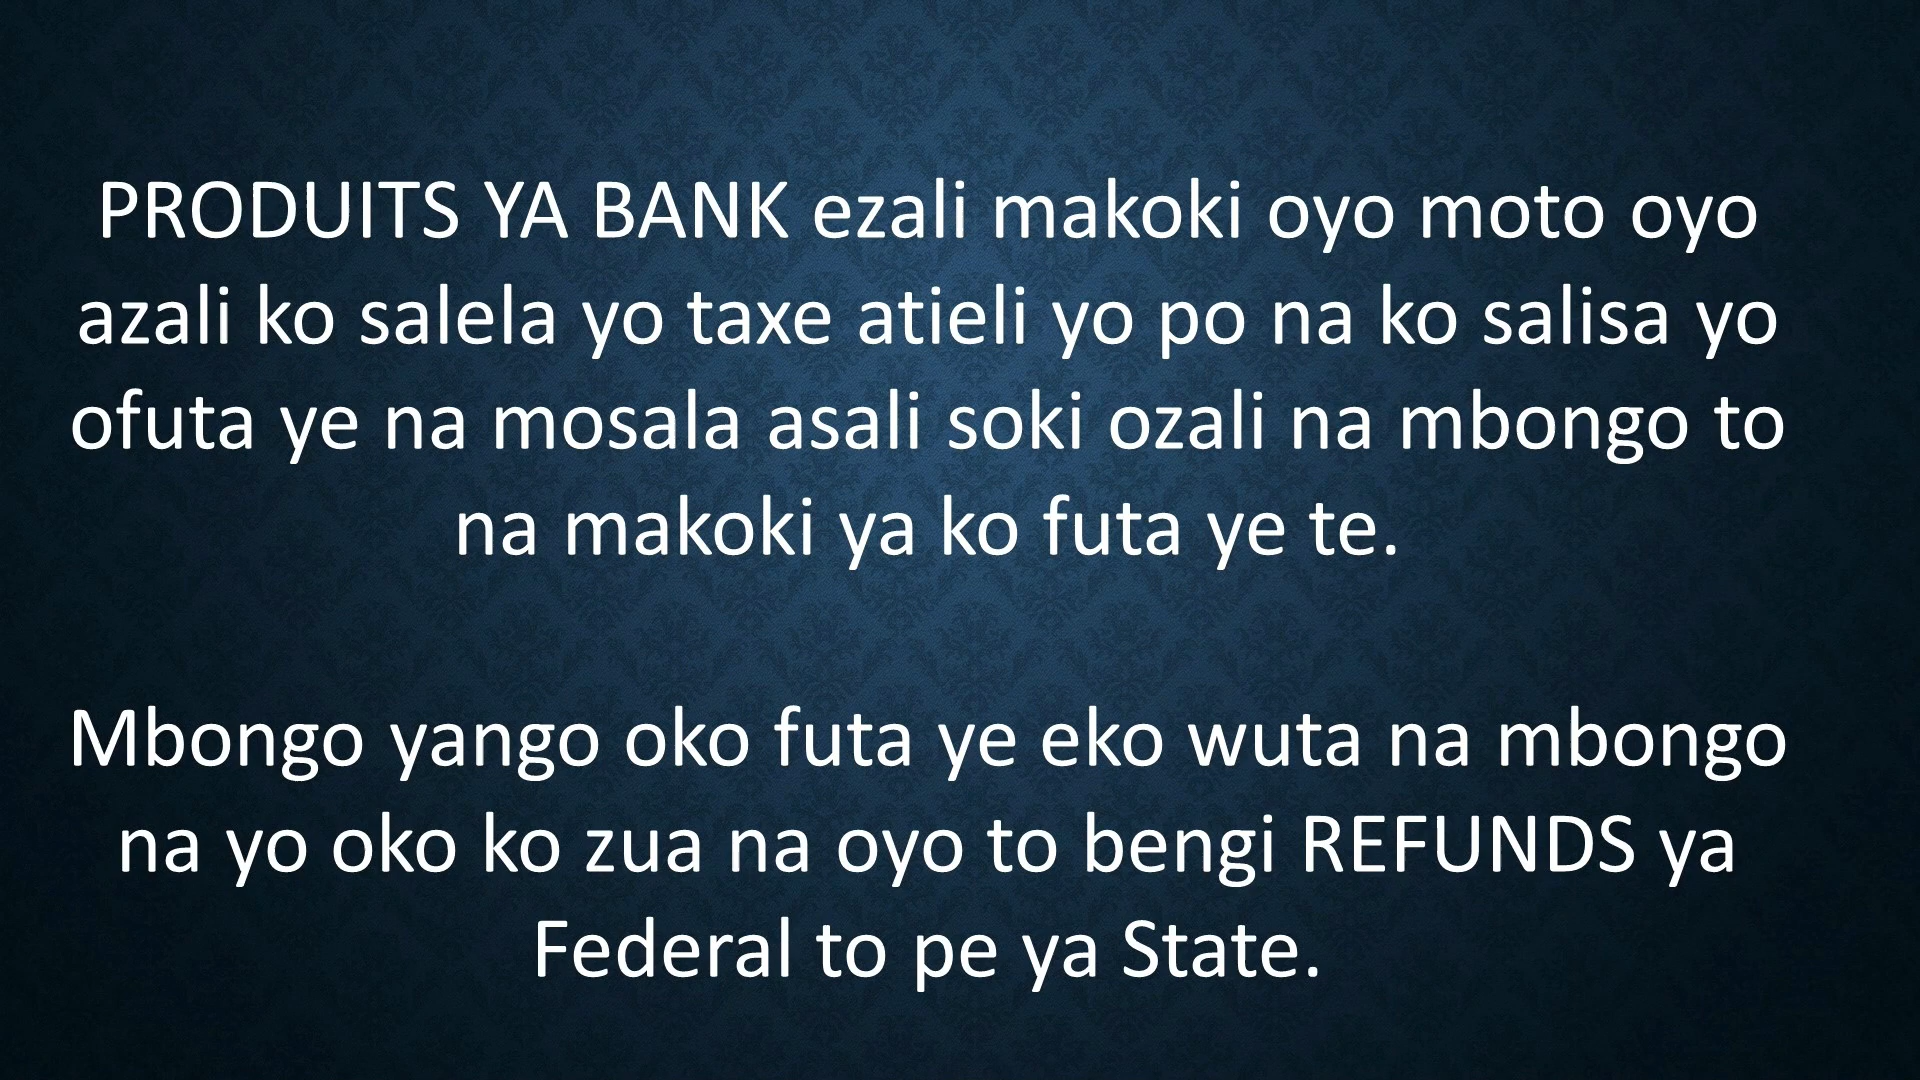 PRODUITS YA BANK ezali makoki oyo moto oyo
azali ko salela yo taxe atieli yo po na ko salisa yo
ofuta ye na mosala asali soki ozali na mbongo to
na makoki ya ko futa ye te.
Mbongo yango oko futa ye eko wuta na mbongo
na yo oko ko zua na oyo to bengi REFUNDS ya
Federal to pe ya State.